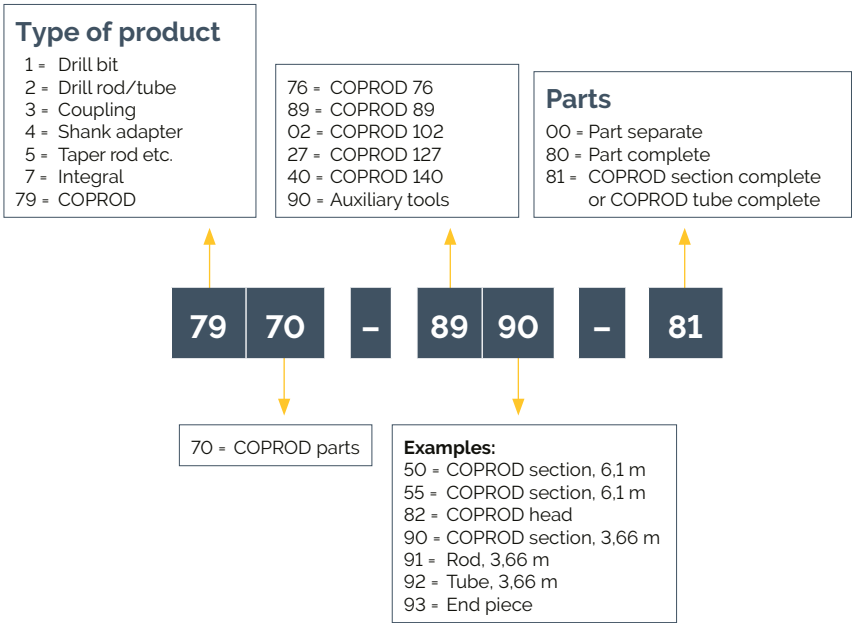 Type of product
1 = Drill bit
2 = Drill rod/tube
3 = Coupling
4 = Shank adapter
5 = Taper rod etc.
7 = Integral
79 = COPROD
76 = COPROD 76
89 = COPROD 89
02 = COPROD 102
27 = COPROD 127
40 = COPROD 140
90 = Auxiliary tools
Parts
00 = Part separate
80 = Part complete
81 = COPROD section complete
or COPROD tube complete
79 70 – 89 90 – 81
70 = COPROD parts
Examples:
50 = COPROD section, 6,1 m
55 = COPROD section, 6,1 m
82 = COPROD head
90 = COPROD section, 3,66 m
91 = Rod, 3,66 m
92 = Tube, 3,66 m
93 = End piece